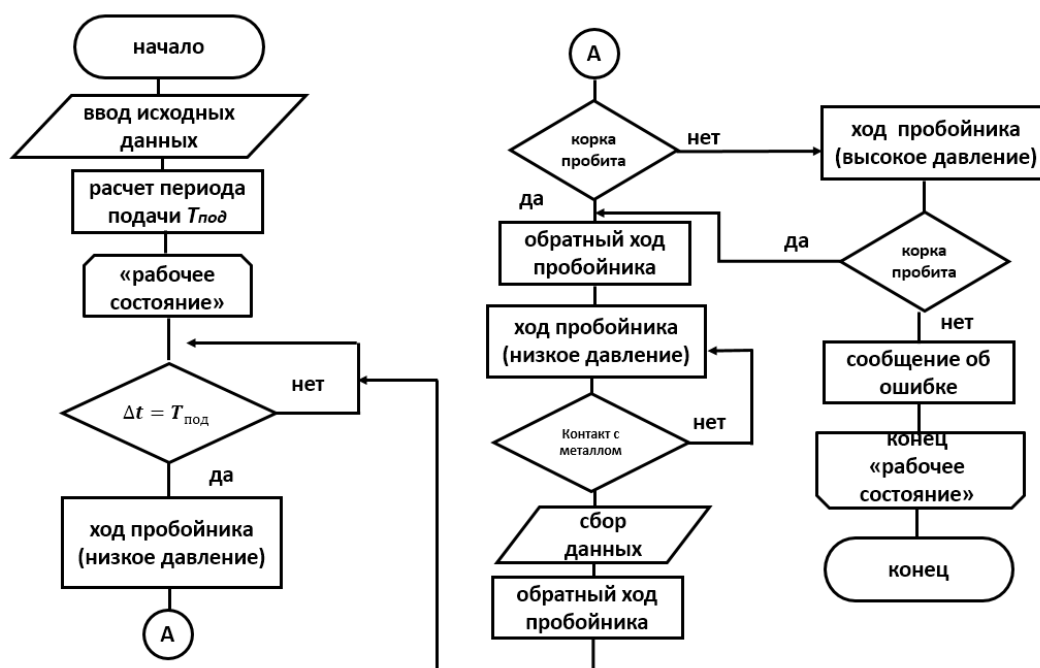 начало
ввод исходных
данных
расчет периода
подачи Tпод
«рабочее
состояние»
нет
Δt = Tпод
да
ход пробойника
(низкое давление)
А
А
корка
пробита
нет
ход пробойника
(высокое давление)
да
обратный ход
пробойника
да
корка
пробита
ход пробойника
(низкое давление)
нет
сообщение об
ошибке
Контакт с
металлом
нет
конец
«рабочее
состояние»
сбор
данных
конец
обратный ход
пробойника